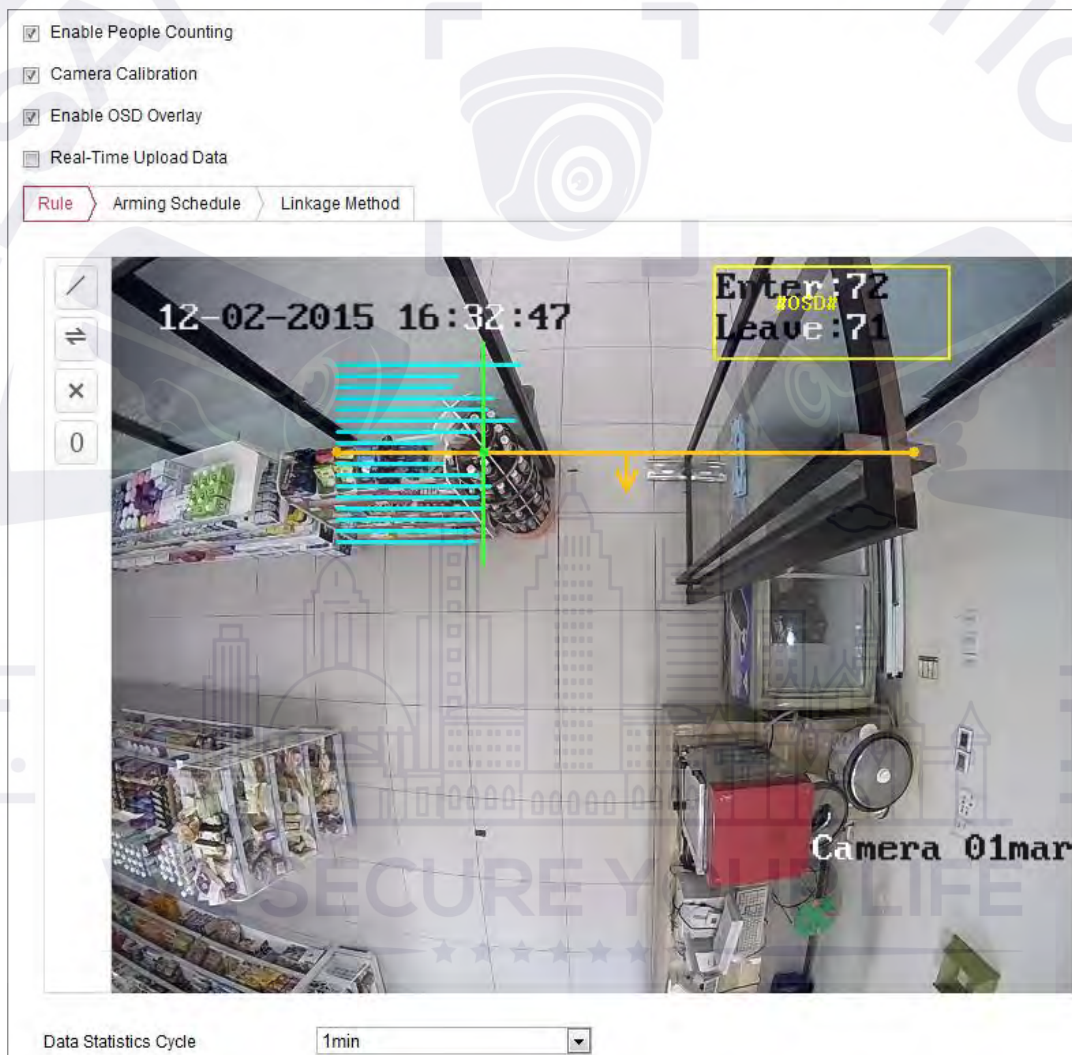 Enable People Counting
Camera Calibration
Enable OSD Overlay
Real-Time Upload Data
Rule
Arming Schedule
Linkage Method
12-02-2015 16:32:47
Enter:72
#OSD#
Leave:71
0
Camera 01mar
SECURE YOUR LIFE
Data Statistics Cycle
1min